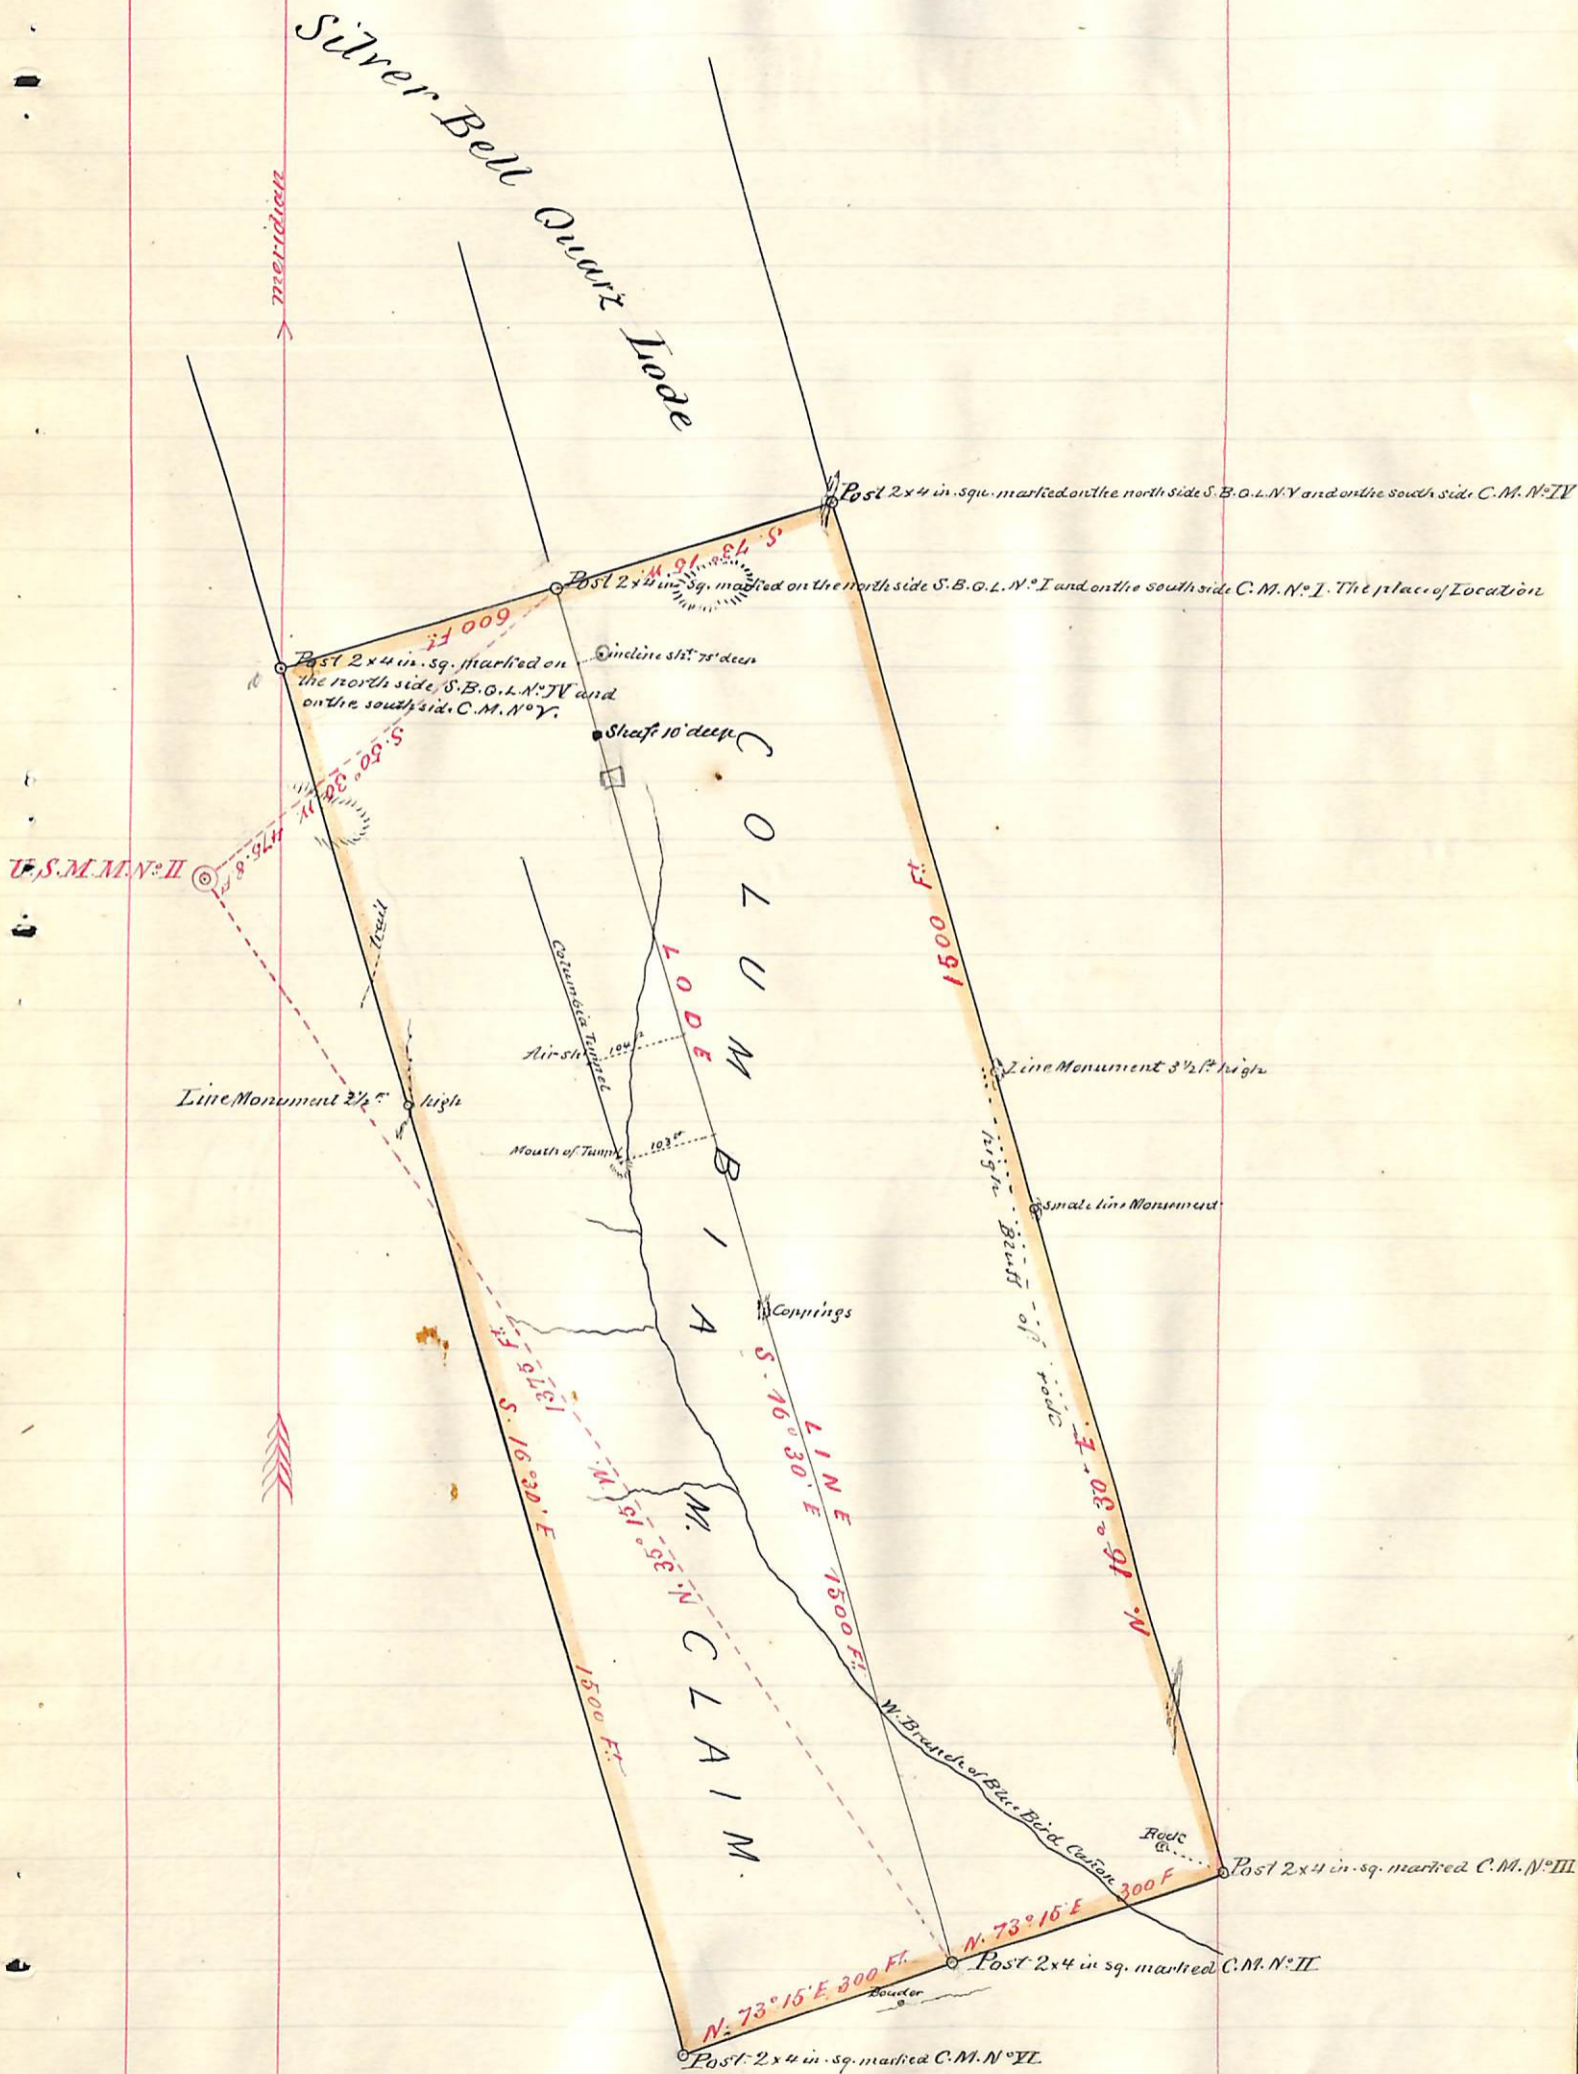 Silver Bell Quarz Lode
meridian
Post 2x4 in. squ. marked on the north side S.B.Q.L. N.V and on the south side C.M. Nº IV
S. 73° 15' W.
Post 2x4 in. sq. marked on the north side S.B.Q.L. Nº I and on the south side C.M. Nº I. The place of Location
600 Ft.
incline sht. 75' deep
Post 2x4 in. sq. marked on
the north side, S.B.Q.L. Nº IV and
on the south side C.M. Nº V.
Shaft 10' deep
S. 50° 30' W. 475.8 Ft
U.S.M.M. Nº II
trail
COLUMBIA M. CLAIM.
1500 Ft.
LODE
Columbia Tunnel
Air sh. 104 ft
Line Monument 3½ ft. high
Line Monument 2½ ft high
Mouth of Tunnel 103 ft
small line Monument
high Bluff of rock
Coppings
S. 16° 30' E
LINE
1500 Ft.
1375 Ft.
N. 35° 15' W.
S. 16° 30' E
1500 Ft.
N. 16° 30' E.
W. Branch of Blue Bird Cañon
Rock
Post 2x4 in. sq. marked C.M. Nº III
N. 73° 15' E 300 F
Post 2x4 in sq. marked C.M. Nº II
N. 73° 15' E 300 Ft.
Bouder
Post 2x4 in. sq. marked C.M. Nº VI